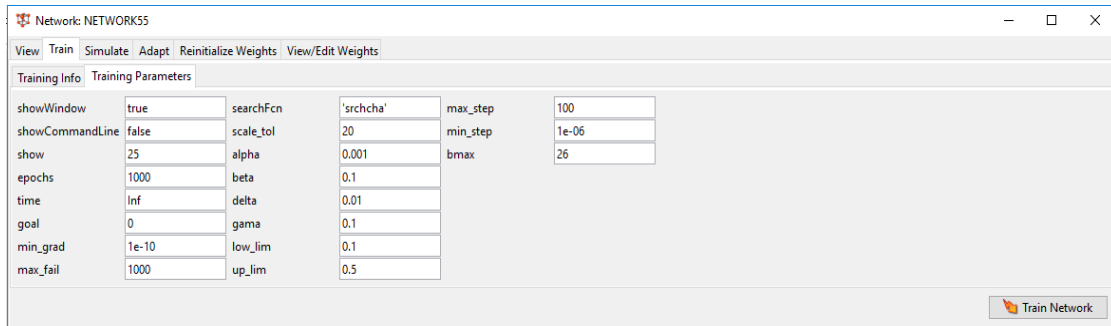 Network: NETWORK55
View Train Simulate Adapt Reinitialize Weights View/Edit Weights
Training Info Training Parameters
showWindow true searchFcn 'srchcha' max_step 100
showCommandLine false scale_tol 20 min_step 1e-06
show 25 alpha 0.001 bmax 26
epochs 1000 beta 0.1
time Inf delta 0.01
goal 0 gama 0.1
min_grad 1e-10 low_lim 0.1
max_fail 1000 up_lim 0.5
Train Network